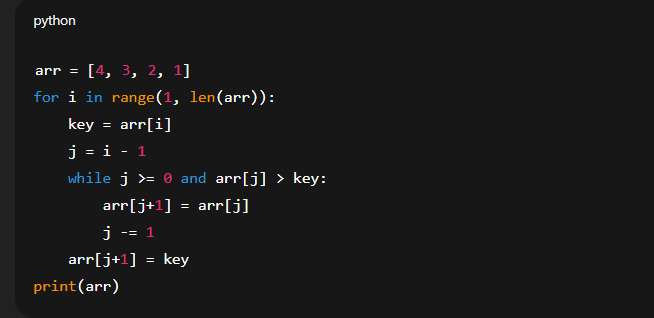 python
arr = [4, 3, 2, 1]
for i in range(1, len(arr)):
    key = arr[i]
    j = i - 1
    while j >= 0 and arr[j] > key:
        arr[j+1] = arr[j]
        j -= 1
    arr[j+1] = key
print(arr)